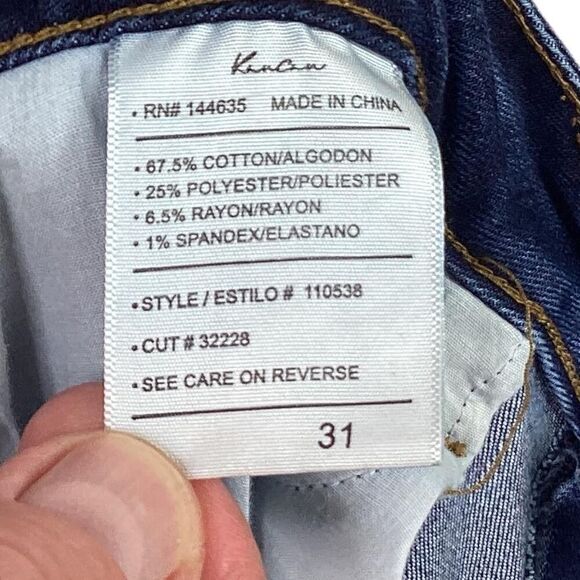 KanCan
• RN# 144635 MADE IN CHINA
• 67.5% COTTON/ALGODON
• 25% POLYESTER/POLIESTER
• 6.5% RAYON/RAYON
• 1% SPANDEX/ELASTANO
• STYLE / ESTILO # 110538
• CUT # 32228
• SEE CARE ON REVERSE
31